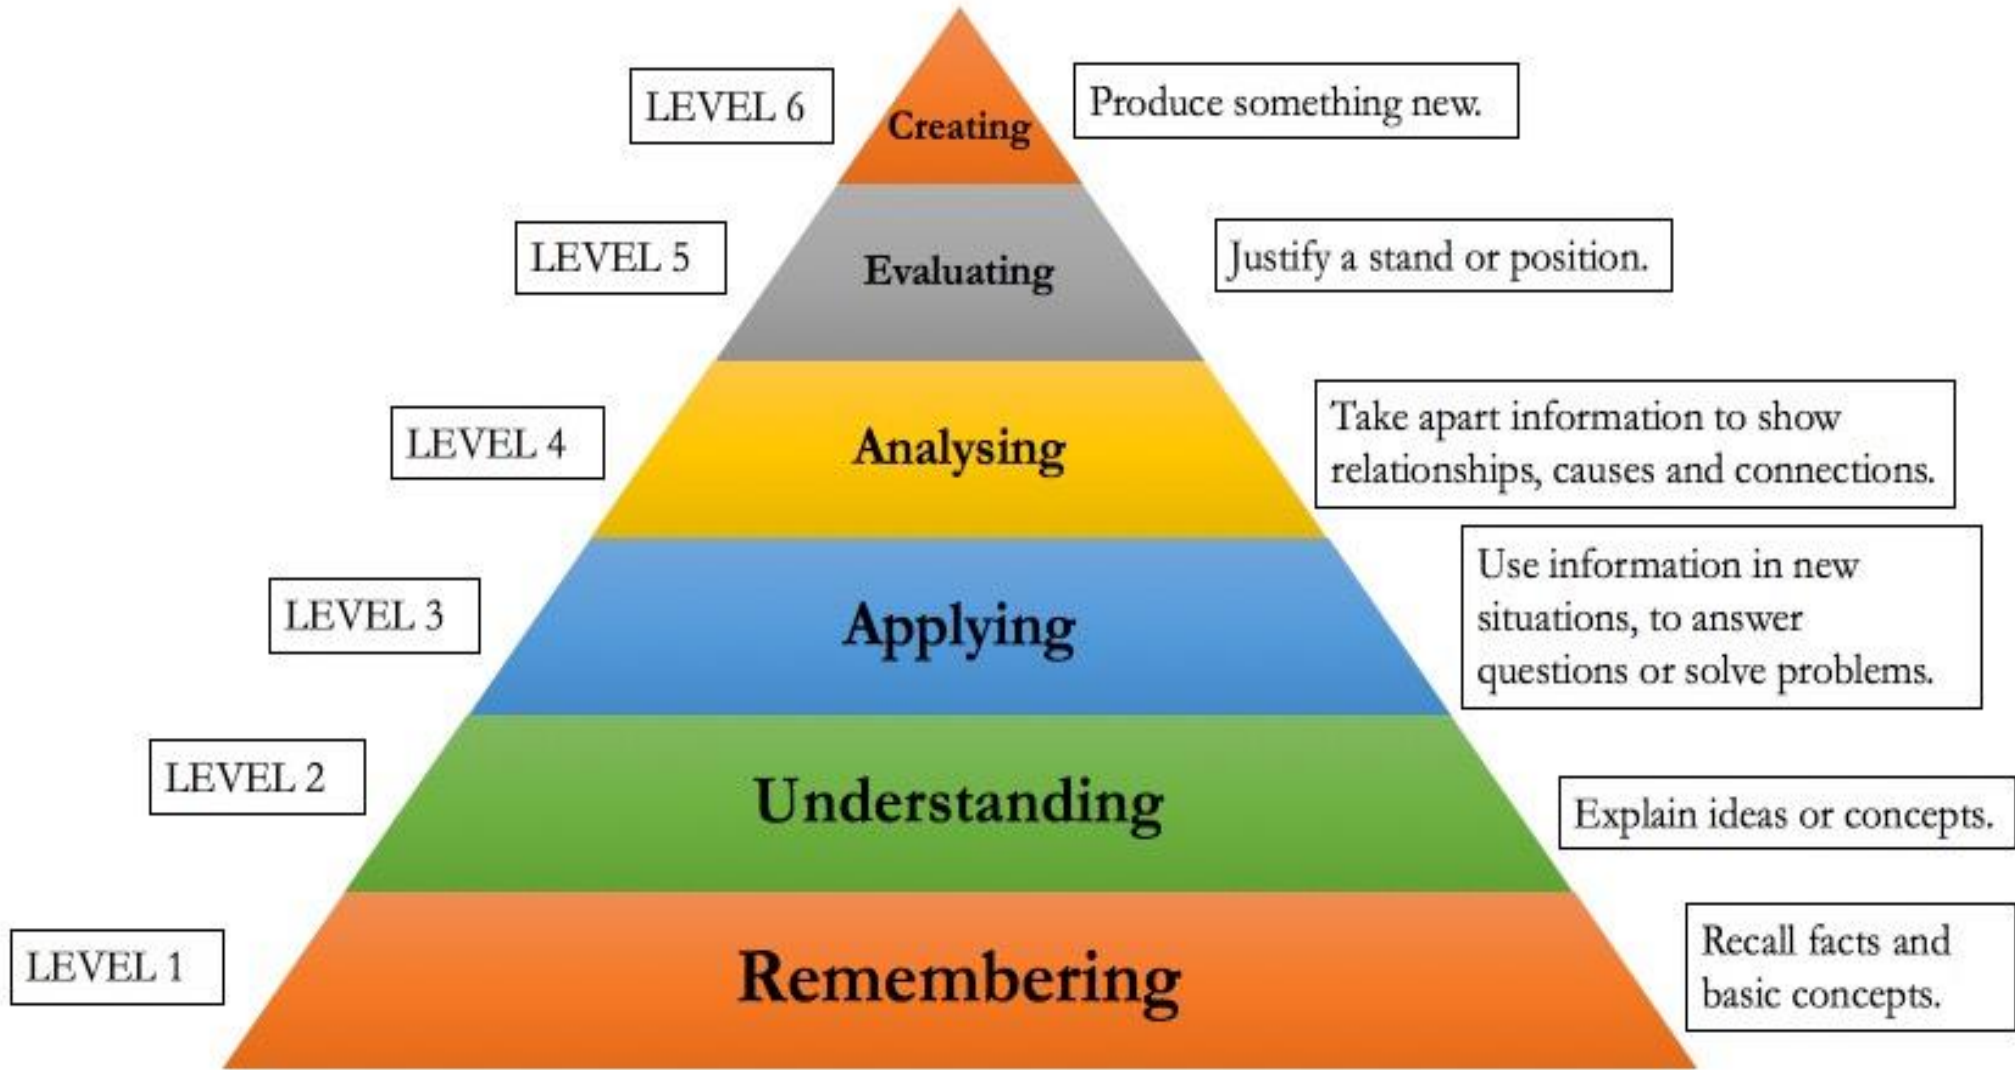 LEVEL 6
Creating
Produce something new.
LEVEL 5
Evaluating
Justify a stand or position.
LEVEL 4
Analysing
Take apart information to show
relationships, causes and connections.
LEVEL 3
Applying
Use information in new
situations, to answer
questions or solve problems.
LEVEL 2
Understanding
Explain ideas or concepts.
LEVEL 1
Remembering
Recall facts and
basic concepts.